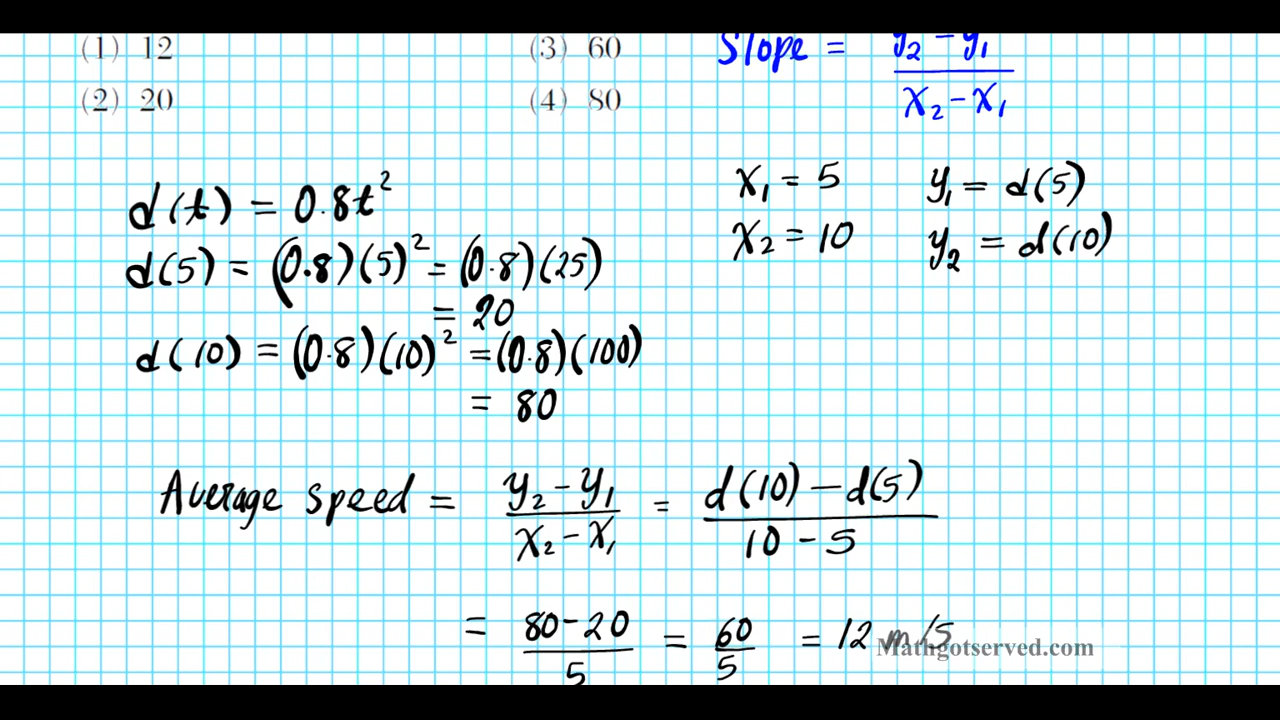 (1) 12
(2) 20
(3) 60
(4) 80
Slope = y₂ - y₁ / x₂ - x₁
x₁ = 5
x₂ = 10
y₁ = d(5)
y₂ = d(10)
d(t) = 0.8t²
d(5) = (0.8)(5)² = (0.8)(25)
= 20
d(10) = (0.8)(10)² = (0.8)(100)
= 80
Average speed = y₂ - y₁ / x₂ - x₁ = d(10) - d(5) / 10 - 5
= 80 - 20 / 5 = 60 / 5 = 12 m/s
Mathgotserved.com